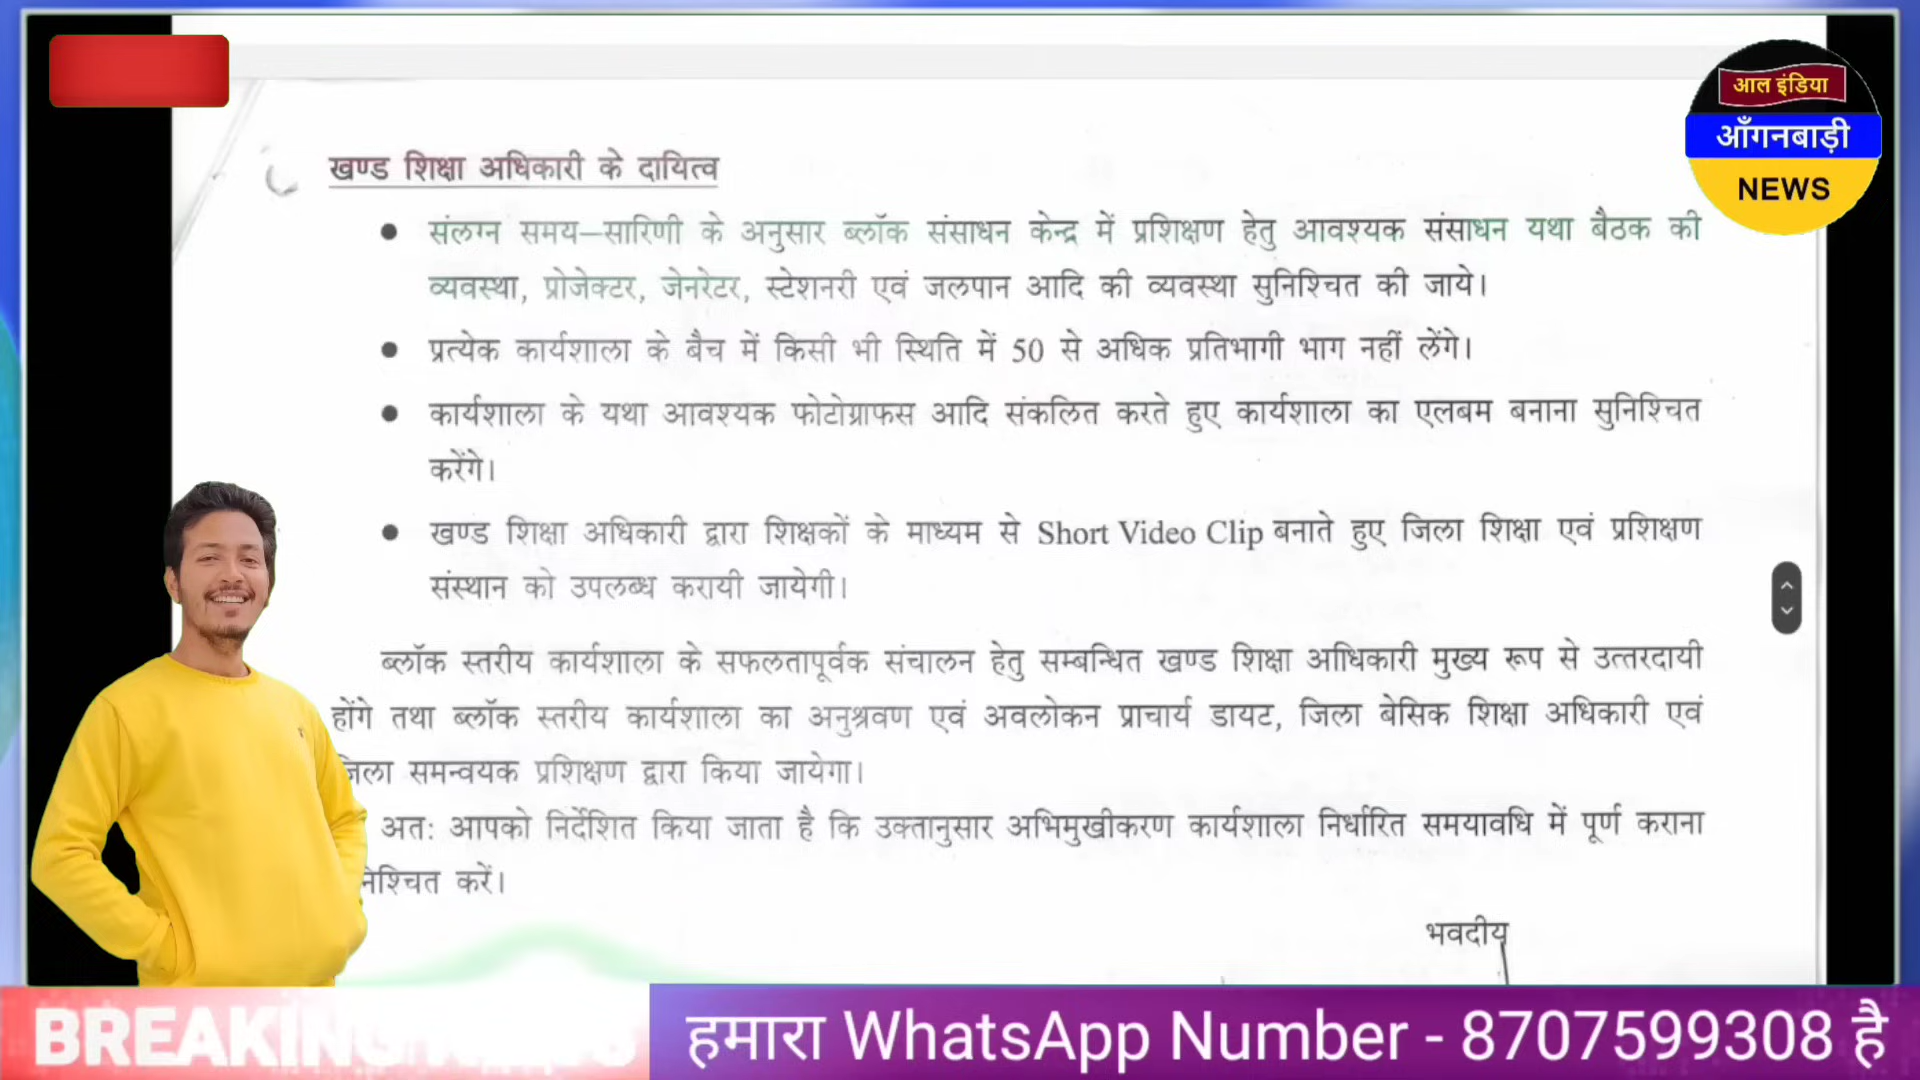 आल इंडिया
आँगनबाड़ी
NEWS
खण्ड शिक्षा अधिकारी के दायित्व
● संलग्न समय–सारिणी के अनुसार ब्लॉक संसाधन केन्द्र में प्रशिक्षण हेतु आवश्यक संसाधन यथा बैठक की
व्यवस्था, प्रोजेक्टर, जेनरेटर, स्टेशनरी एवं जलपान आदि की व्यवस्था सुनिश्चित की जाये।
● प्रत्येक कार्यशाला के बैच में किसी भी स्थिति में 50 से अधिक प्रतिभागी भाग नहीं लेंगे।
● कार्यशाला के यथा आवश्यक फोटोग्राफस आदि संकलित करते हुए कार्यशाला का एलबम बनाना सुनिश्चित
करेंगे।
● खण्ड शिक्षा अधिकारी द्वारा शिक्षकों के माध्यम से Short Video Clip बनाते हुए जिला शिक्षा एवं प्रशिक्षण
संस्थान को उपलब्ध करायी जायेगी।
ब्लॉक स्तरीय कार्यशाला के सफलतापूर्वक संचालन हेतु सम्बन्धित खण्ड शिक्षा अधिकारी मुख्य रूप से उत्तरदायी
होंगे तथा ब्लॉक स्तरीय कार्यशाला का अनुश्रवण एवं अवलोकन प्राचार्य डायट, जिला बेसिक शिक्षा अधिकारी एवं
जिला समन्वयक प्रशिक्षण द्वारा किया जायेगा।
अतः आपको निर्देशित किया जाता है कि उक्तानुसार अभिमुखीकरण कार्यशाला निर्धारित समयावधि में पूर्ण कराना
निश्चित करें।
भवदीय
BREAKING NEWS
हमारा WhatsApp Number - 8707599308 है